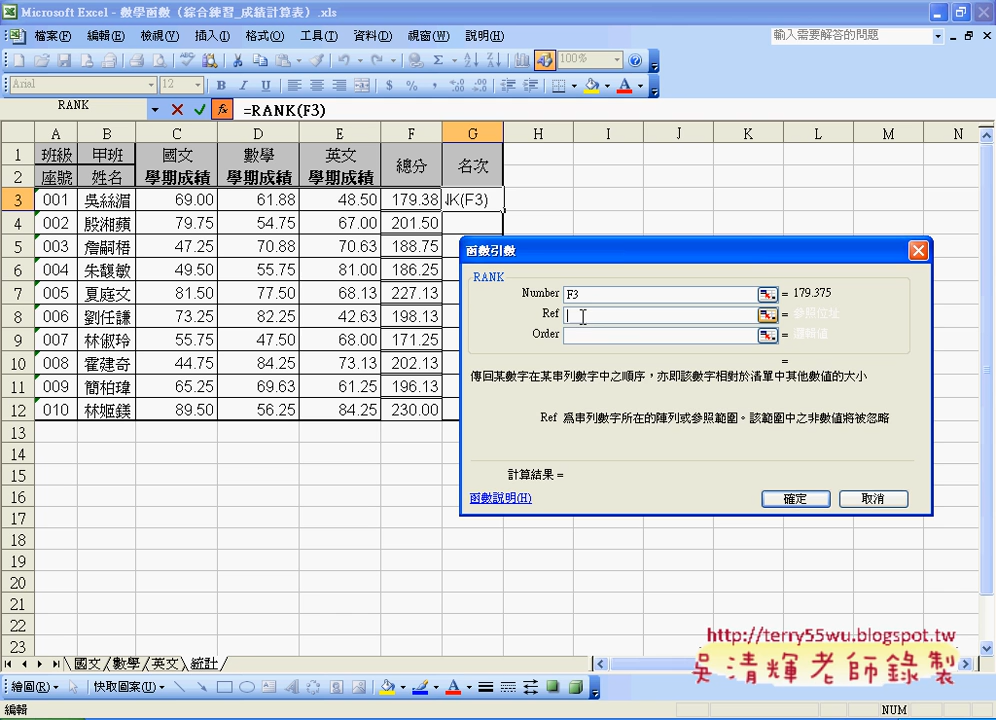 Microsoft Excel - 數學函數（綜合練習_成績計算表）.xls
檔案(F) 編輯(E) 檢視(V) 插入(I) 格式(O) 工具(T) 資料(D) 視窗(W) 說明(H) 輸入需要解答的問題
100%
Arial 12 B I U $ % ,
RANK =RANK(F3)
A B C D E F G H I J K L M N
1 班級 甲班 國文 數學 英文 總分 名次
2 座號 姓名 學期成績 學期成績 學期成績
3 001 吳絲湄 69.00 61.88 48.50 179.38 NK(F3)
4 002 殷湘蘋 79.75 54.75 67.00 201.50
5 003 詹嗣梧 47.25 70.88 70.63 188.75
6 004 朱馥敏 49.50 55.75 81.00 186.25
7 005 夏庭文 81.50 77.50 68.13 227.13
8 006 劉任謙 73.25 82.25 42.63 198.13
9 007 林俶玲 55.75 47.50 68.00 171.25
10 008 霍建奇 44.75 84.25 73.13 202.13
11 009 簡柏瑋 65.25 69.63 61.25 196.13
12 010 林姬鎂 89.50 56.25 84.25 230.00
13
14
15
16
17
18
19
20
21
22
23
函數引數
RANK
Number F3 = 179.375
Ref = 參照位址
Order = 邏輯值
=
傳回某數字在某串列數字中之順序，亦即該數字相對於清單中其他數值的大小
Ref 為串列數字所在的陣列或參照範圍。該範圍中之非數值將被忽略
計算結果 =
函數說明(H) 確定 取消
http://terry55wu.blogspot.tw
吳清輝老師錄製
國文 數學 英文 統計
繪圖(R) 快取圖案(U)
編輯 NUM